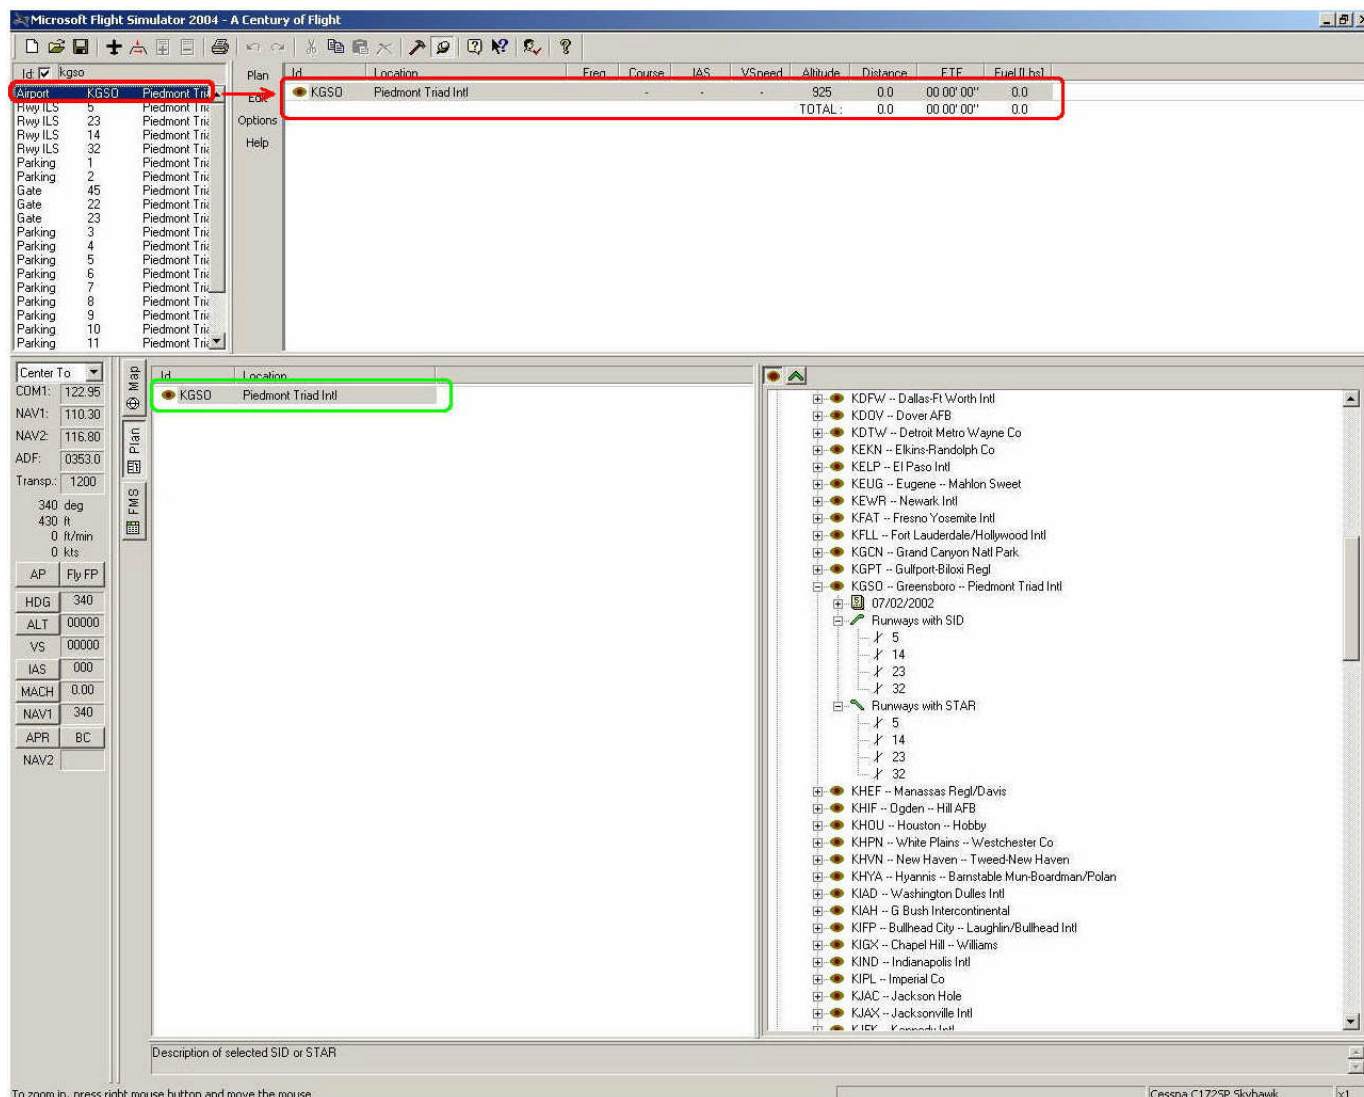 Microsoft Flight Simulator 2004 - A Century of Flight
Id: kgso
Plan
Edit
Options
Help
Id Location Freq Course IAS VSpeed Altitude Distance ETE Fuel [Lbs]
KGSO Piedmont Triad Intl - - - 925 0.0 00 00' 00" 0.0
TOTAL: 0.0 00 00' 00" 0.0
Airport KGSO Piedmont Tri
Rwy ILS 5 Piedmont Tria
Rwy ILS 23 Piedmont Tria
Rwy ILS 14 Piedmont Tria
Rwy ILS 32 Piedmont Tria
Parking 1 Piedmont Tria
Parking 2 Piedmont Tria
Gate 45 Piedmont Tria
Gate 22 Piedmont Tria
Gate 23 Piedmont Tria
Parking 3 Piedmont Tria
Parking 4 Piedmont Tria
Parking 5 Piedmont Tria
Parking 6 Piedmont Tria
Parking 7 Piedmont Tria
Parking 8 Piedmont Tria
Parking 9 Piedmont Tria
Parking 10 Piedmont Tria
Parking 11 Piedmont Tria
Center To
COM1: 122.95
NAV1: 110.30
NAV2: 116.80
ADF: 0353.0
Transp.: 1200
340 deg
430 ft
0 ft/min
0 kts
AP Fly FP
HDG 340
ALT 00000
VS 00000
IAS 000
MACH 0.00
NAV1 340
APR BC
NAV2
Map
Plan
FMS
Id Location
KGSO Piedmont Triad Intl
KDFW -- Dallas-Ft Worth Intl
KDOV -- Dover AFB
KDTW -- Detroit Metro Wayne Co
KEKN -- Elkins-Randolph Co
KELP -- El Paso Intl
KEUG -- Eugene -- Mahlon Sweet
KEWR -- Newark Intl
KFAT -- Fresno Yosemite Intl
KFLL -- Fort Lauderdale/Hollywood Intl
KGCN -- Grand Canyon Natl Park
KGPT -- Gulfport-Biloxi Regl
KGSO -- Greensboro -- Piedmont Triad Intl
07/02/2002
Runways with SID
5
14
23
32
Runways with STAR
5
14
23
32
KHEF -- Manassas Regl/Davis
KHIF -- Ogden -- Hill AFB
KHOU -- Houston -- Hobby
KHPN -- White Plains -- Westchester Co
KHVN -- New Haven -- Tweed-New Haven
KHYA -- Hyannis -- Barnstable Mun-Boardman/Polan
KIAD -- Washington Dulles Intl
KIAH -- G Bush Intercontinental
KIFP -- Bullhead City -- Laughlin/Bullhead Intl
KIGX -- Chapel Hill -- Williams
KIND -- Indianapolis Intl
KIPL -- Imperial Co
KJAC -- Jackson Hole
KJAX -- Jacksonville Intl
KJFK -- Kennedy Intl
Description of selected SID or STAR
To zoom in, press right mouse button and move the mouse
Cessna C172SP Skyhawk x1